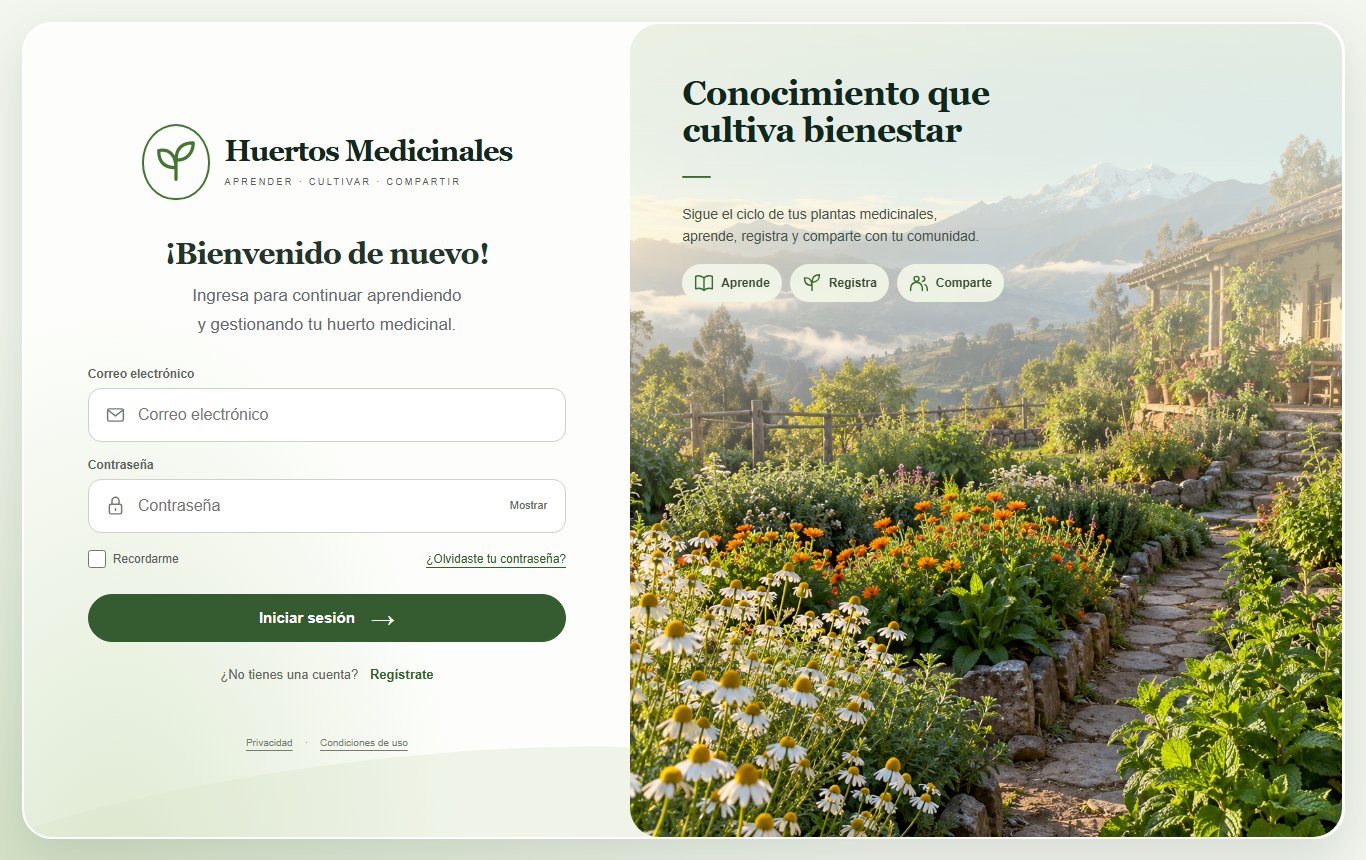 Huertos Medicinales
APRENDER · CULTIVAR · COMPARTIR
¡Bienvenido de nuevo!
Ingresa para continuar aprendiendo
y gestionando tu huerto medicinal.
Correo electrónico
Correo electrónico
Contraseña
Contraseña
Mostrar
Recordarme
¿Olvidaste tu contraseña?
Iniciar sesión →
¿No tienes una cuenta? Regístrate
Privacidad · Condiciones de uso
Conocimiento que
cultiva bienestar
Sigue el ciclo de tus plantas medicinales,
aprende, registra y comparte con tu comunidad.
Aprende
Registra
Comparte